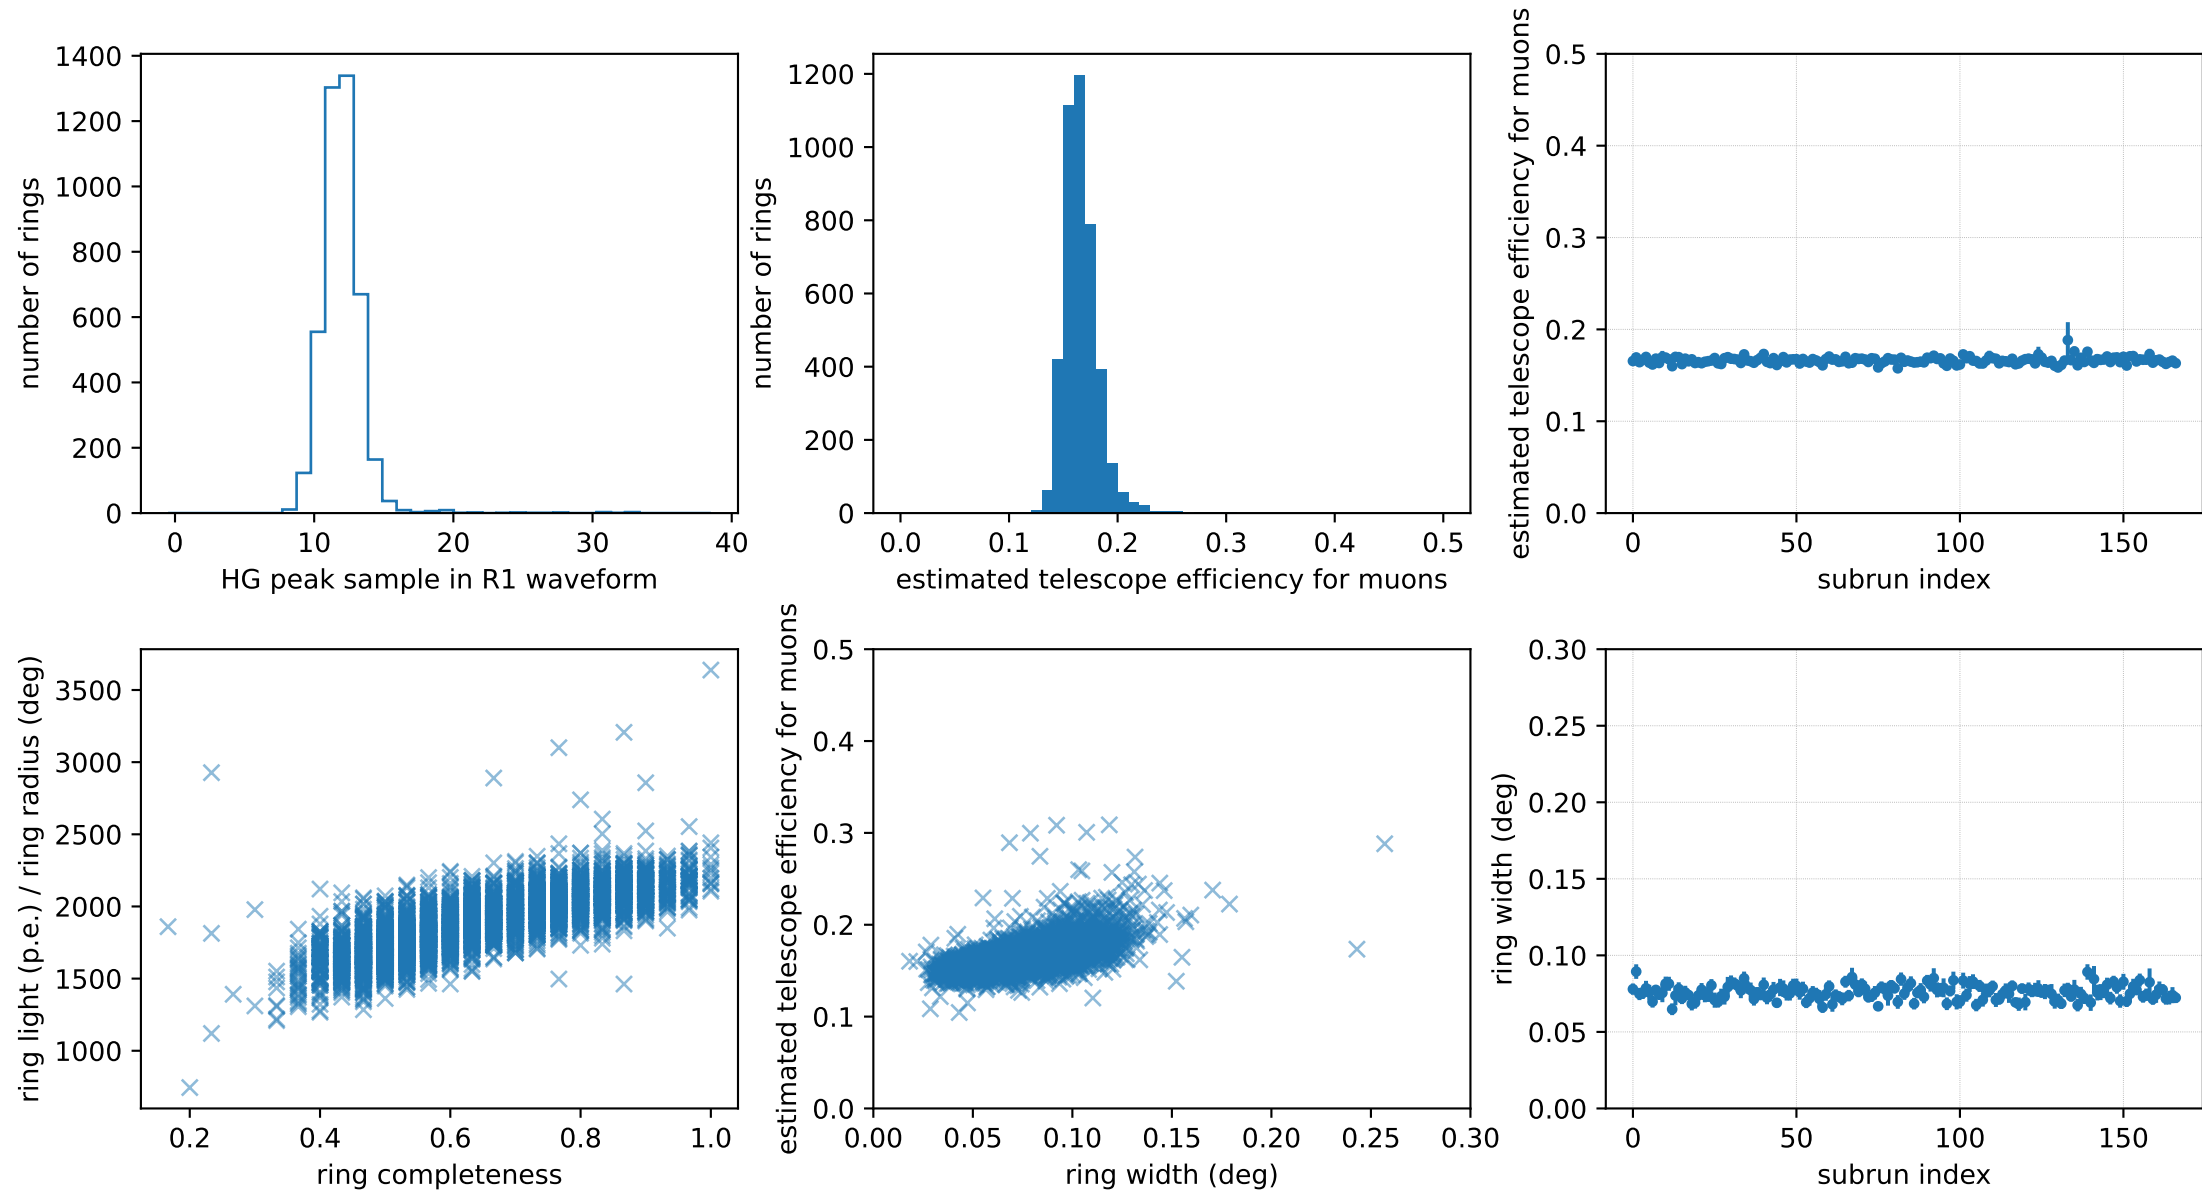 1400
1200
1000
800
600
400
200
0
number of rings
0 10 20 30 40
HG peak sample in R1 waveform
1200
1000
800
600
400
200
0
number of rings
0.0 0.1 0.2 0.3 0.4 0.5
estimated telescope efficiency for muons
0.5
0.4
0.3
0.2
0.1
0.0
estimated telescope efficiency for muons
0 50 100 150
subrun index
3500
3000
2500
2000
1500
1000
ring light (p.e.) / ring radius (deg)
0.2 0.4 0.6 0.8 1.0
ring completeness
0.5
0.4
0.3
0.2
0.1
0.0
estimated telescope efficiency for muons
0.00 0.05 0.10 0.15 0.20 0.25 0.30
ring width (deg)
0.30
0.25
0.20
0.15
0.10
0.05
0.00
ring width (deg)
0 50 100 150
subrun index